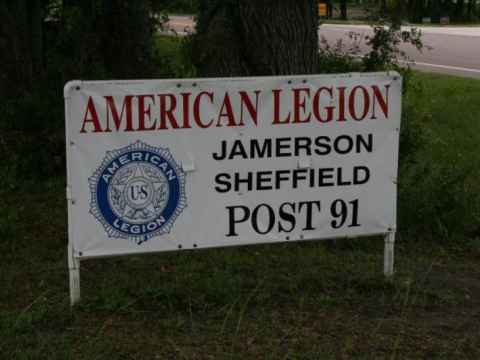 AMERICAN LEGION
JAMERSON
SHEFFIELD
POST 91
AMERICAN
US
LEGION